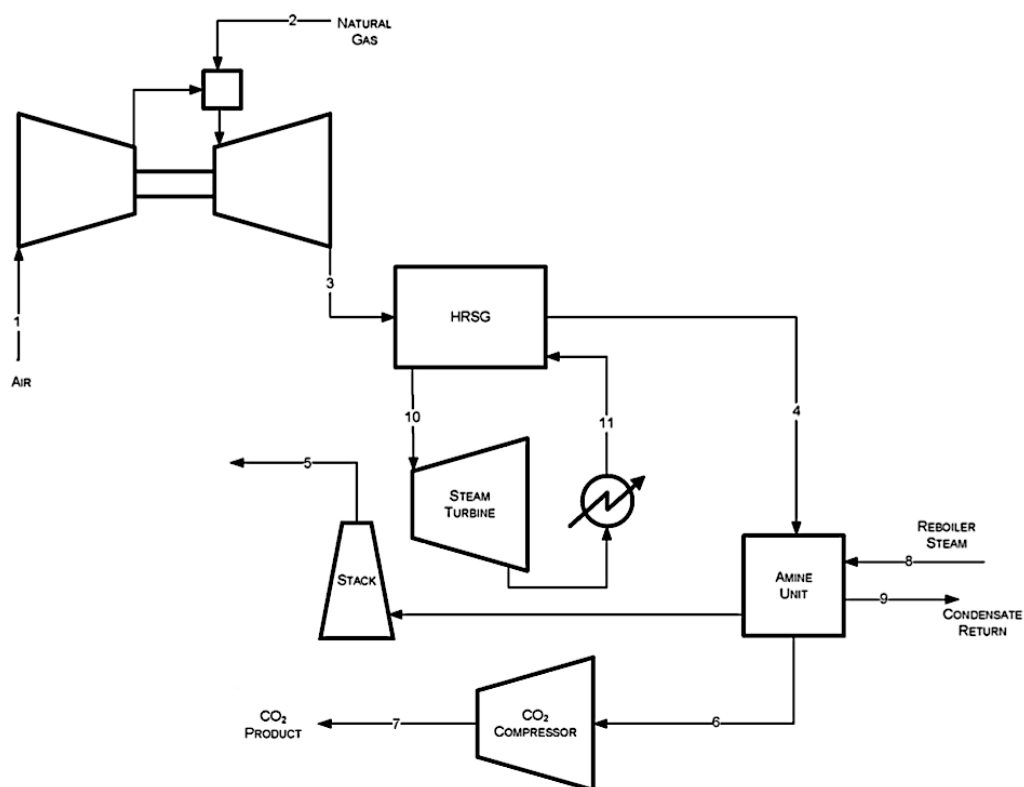 2
NATURAL
GAS
3
HRSG
1
AIR
4
10
11
5
STEAM
TURBINE
REBOILER
STEAM
8
STACK
AMINE
UNIT
9
CONDENSATE
RETURN
CO₂
PRODUCT
7
CO₂
COMPRESSOR
6